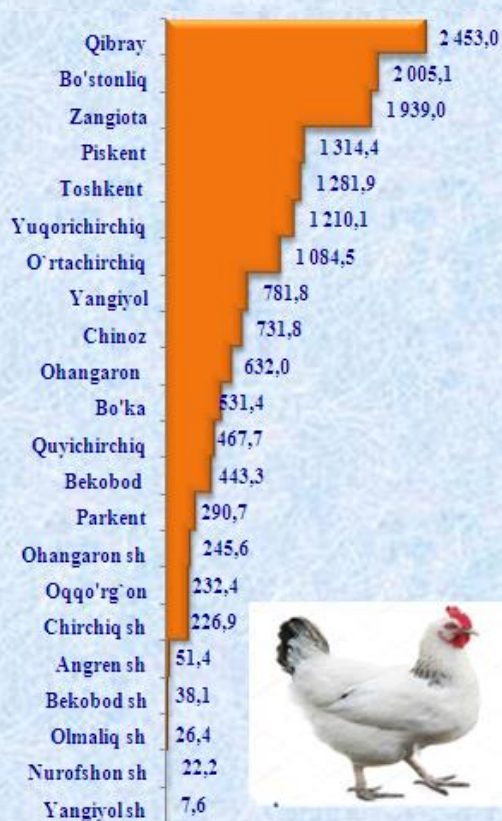 Qibray 2 453,0
Bo'stonliq 2 005,1
Zangiota 1 939,0
Piskent 1 314,4
Toshkent 1 281,9
Yuqorichirchiq 1 210,1
O`rtachirchiq 1 084,5
Yangiyol 781,8
Chinoz 731,8
Ohangaron 632,0
Bo'ka 531,4
Quyichirchiq 467,7
Bekobod 443,3
Parkent 290,7
Ohangaron sh 245,6
Oqqo'rg`on 232,4
Chirchiq sh 226,9
Angren sh 51,4
Bekobod sh 38,1
Olmaliq sh 26,4
Nurofshon sh 22,2
Yangiyol sh 7,6